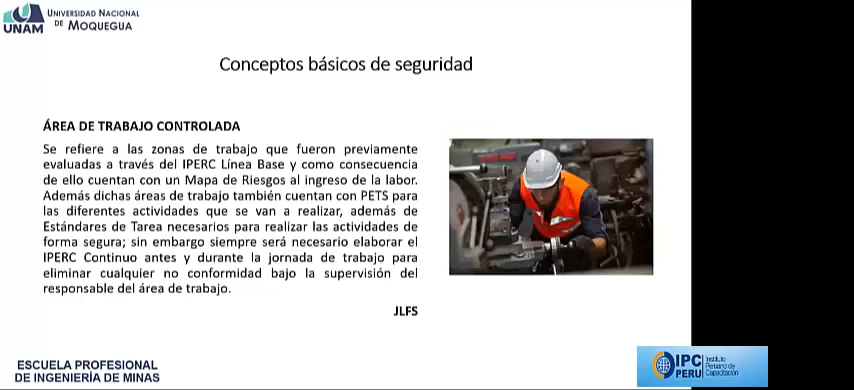 UNAM
UNIVERSIDAD NACIONAL
DE MOQUEGUA
Conceptos básicos de seguridad
ÁREA DE TRABAJO CONTROLADA
Se refiere a las zonas de trabajo que fueron previamente
evaluadas a través del IPERC Línea Base y como consecuencia
de ello cuentan con un Mapa de Riesgos al ingreso de la labor.
Además dichas áreas de trabajo también cuentan con PETS para
las diferentes actividades que se van a realizar, además de
Estándares de Tarea necesarios para realizar las actividades de
forma segura; sin embargo siempre será necesario elaborar el
IPERC Continuo antes y durante la jornada de trabajo para
eliminar cualquier no conformidad bajo la supervisión del
responsable del área de trabajo.
JLFS
ESCUELA PROFESIONAL
DE INGENIERÍA DE MINAS
IPC
PERU
Instituto
Peruano de
Capacitación